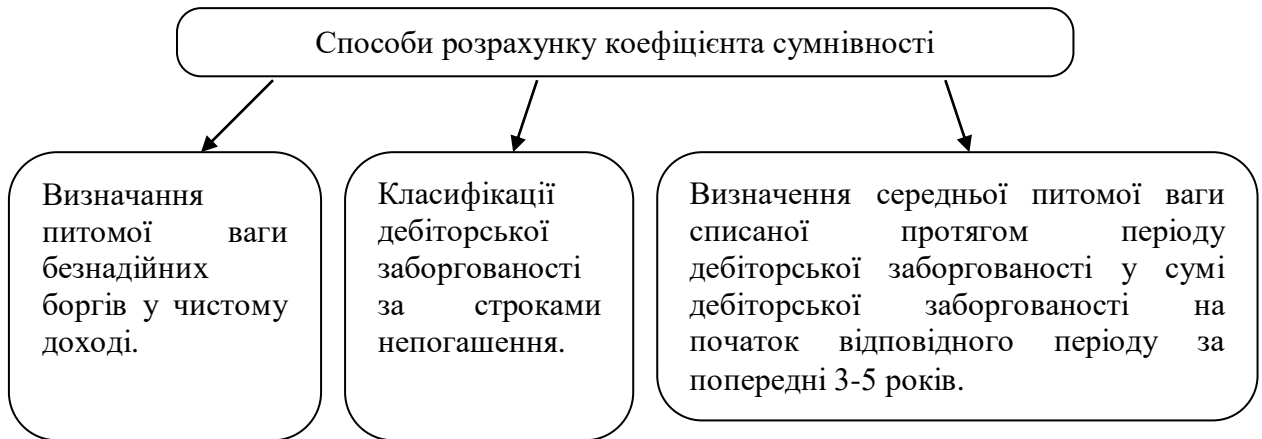 Способи розрахунку коефіцієнта сумнівності
Визначання
питомої ваги
безнадійних
боргів у чистому
доході.
Класифікації
дебіторської
заборгованості
за строками
непогашення.
Визначення середньої питомої ваги
списаної протягом періоду
дебіторської заборгованості у сумі
дебіторської заборгованості на
початок відповідного періоду за
попередні 3-5 років.